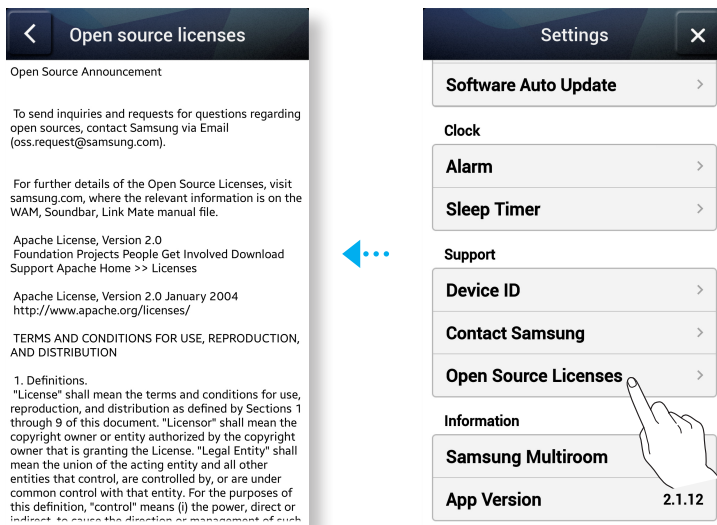 Open source licenses
Open Source Announcement
To send inquiries and requests for questions regarding
open sources, contact Samsung via Email
(oss.request@samsung.com).
For further details of the Open Source Licenses, visit
samsung.com, where the relevant information is on the
WAM, Soundbar, Link Mate manual file.
Apache License, Version 2.0
Foundation Projects People Get Involved Download
Support Apache Home >> Licenses
Apache License, Version 2.0 January 2004
http://www.apache.org/licenses/
TERMS AND CONDITIONS FOR USE, REPRODUCTION,
AND DISTRIBUTION
1. Definitions.
"License" shall mean the terms and conditions for use,
reproduction, and distribution as defined by Sections 1
through 9 of this document. "Licensor" shall mean the
copyright owner or entity authorized by the copyright
owner that is granting the License. "Legal Entity" shall
mean the union of the acting entity and all other
entities that control, are controlled by, or are under
common control with that entity. For the purposes of
this definition, "control" means (i) the power, direct or
indirect, to cause the direction or management of such
Settings
Software Auto Update
Clock
Alarm
Sleep Timer
Support
Device ID
Contact Samsung
Open Source Licenses
Information
Samsung Multiroom
App Version 2.1.12